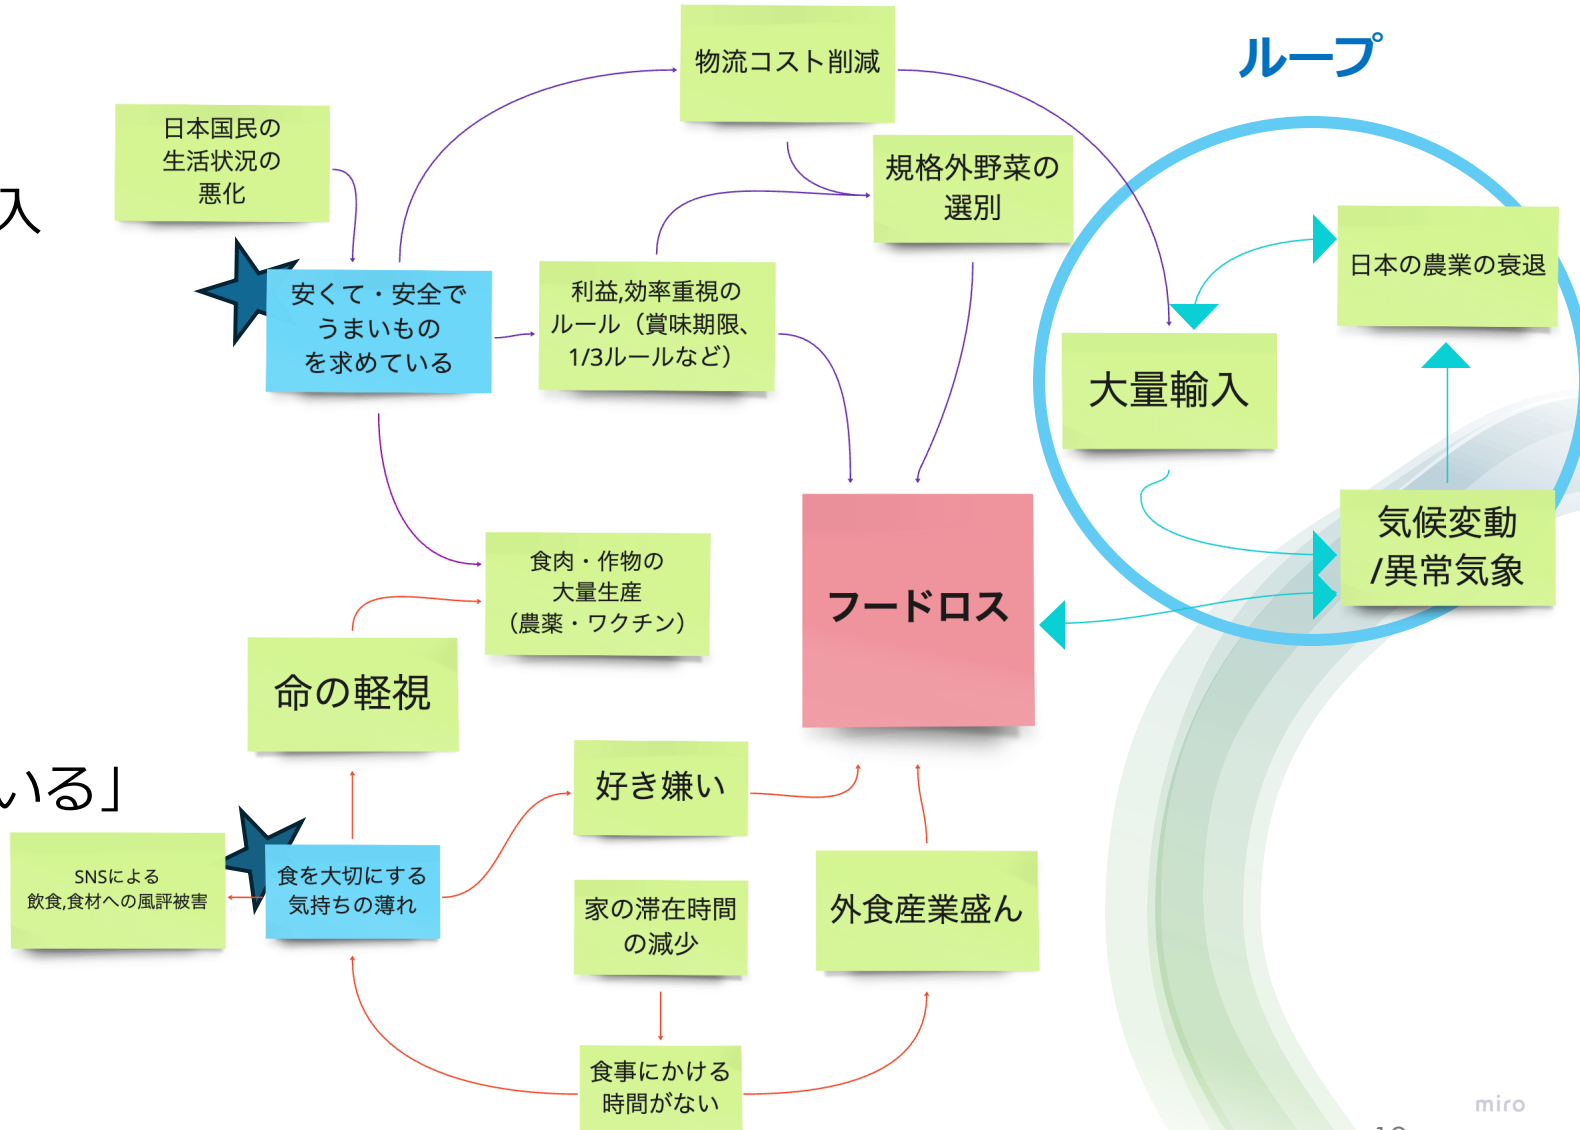 物流コスト削減
ループ
日本国民の
生活状況の
悪化
規格外野菜の
選別
入
日本の農業の衰退
安くて・安全で
うまいもの
を求めている
利益,効率重視の
ルール（賞味期限、
1/3ルールなど）
大量輸入
気候変動
/異常気象
食肉・作物の
大量生産
（農薬・ワクチン）
フードロス
命の軽視
いる」
好き嫌い
SNSによる
飲食,食材への風評被害
食を大切にする
気持ちの薄れ
家の滞在時間
の減少
外食産業盛ん
食事にかける
時間がない
miro